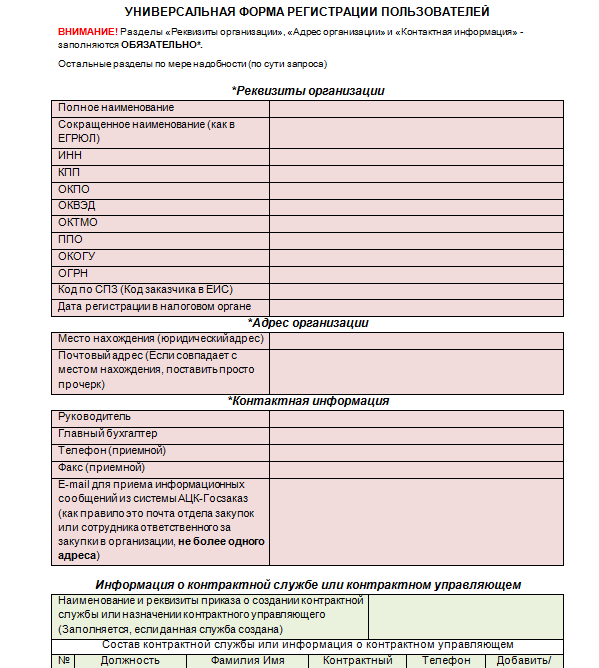 УНИВЕРСАЛЬНАЯ ФОРМА РЕГИСТРАЦИИ ПОЛЬЗОВАТЕЛЕЙ
ВНИМАНИЕ! Разделы «Реквизиты организации», «Адрес организации» и «Контактная информация» -
заполняются ОБЯЗАТЕЛЬНО*.
Остальные разделы по мере надобности (по сути запроса)
*Реквизиты организации
Полное наименование
Сокращенное наименование (как в
ЕГРЮЛ)
ИНН
КПП
ОКПО
ОКВЭД
ОКТМО
ППО
ОКОГУ
ОГРН
Код по СПЗ (Код заказчика в ЕИС)
Дата регистрации в налоговом органе
*Адрес организации
Место нахождения (юридический адрес)
Почтовый адрес (Если совпадает с
местом нахождения, поставить просто
прочерк)
*Контактная информация
Руководитель
Главный бухгалтер
Телефон (приемной)
Факс (приемной)
E-mail для приема информационных
сообщений из системы АЦК-Госзаказ
(как правило это почта отдела закупок
или сотрудника ответственного за
закупки в организации, не более одного
адреса)
Информация о контрактной службе или контрактном управляющем
Наименование и реквизиты приказа о создании контрактной
службы или назначении контрактного управляющего
(Заполняется, если данная служба создана)
Состав контрактной службы или информация о контрактном управляющем
№ Должность Фамилия Имя Контрактный Телефон Добавить/